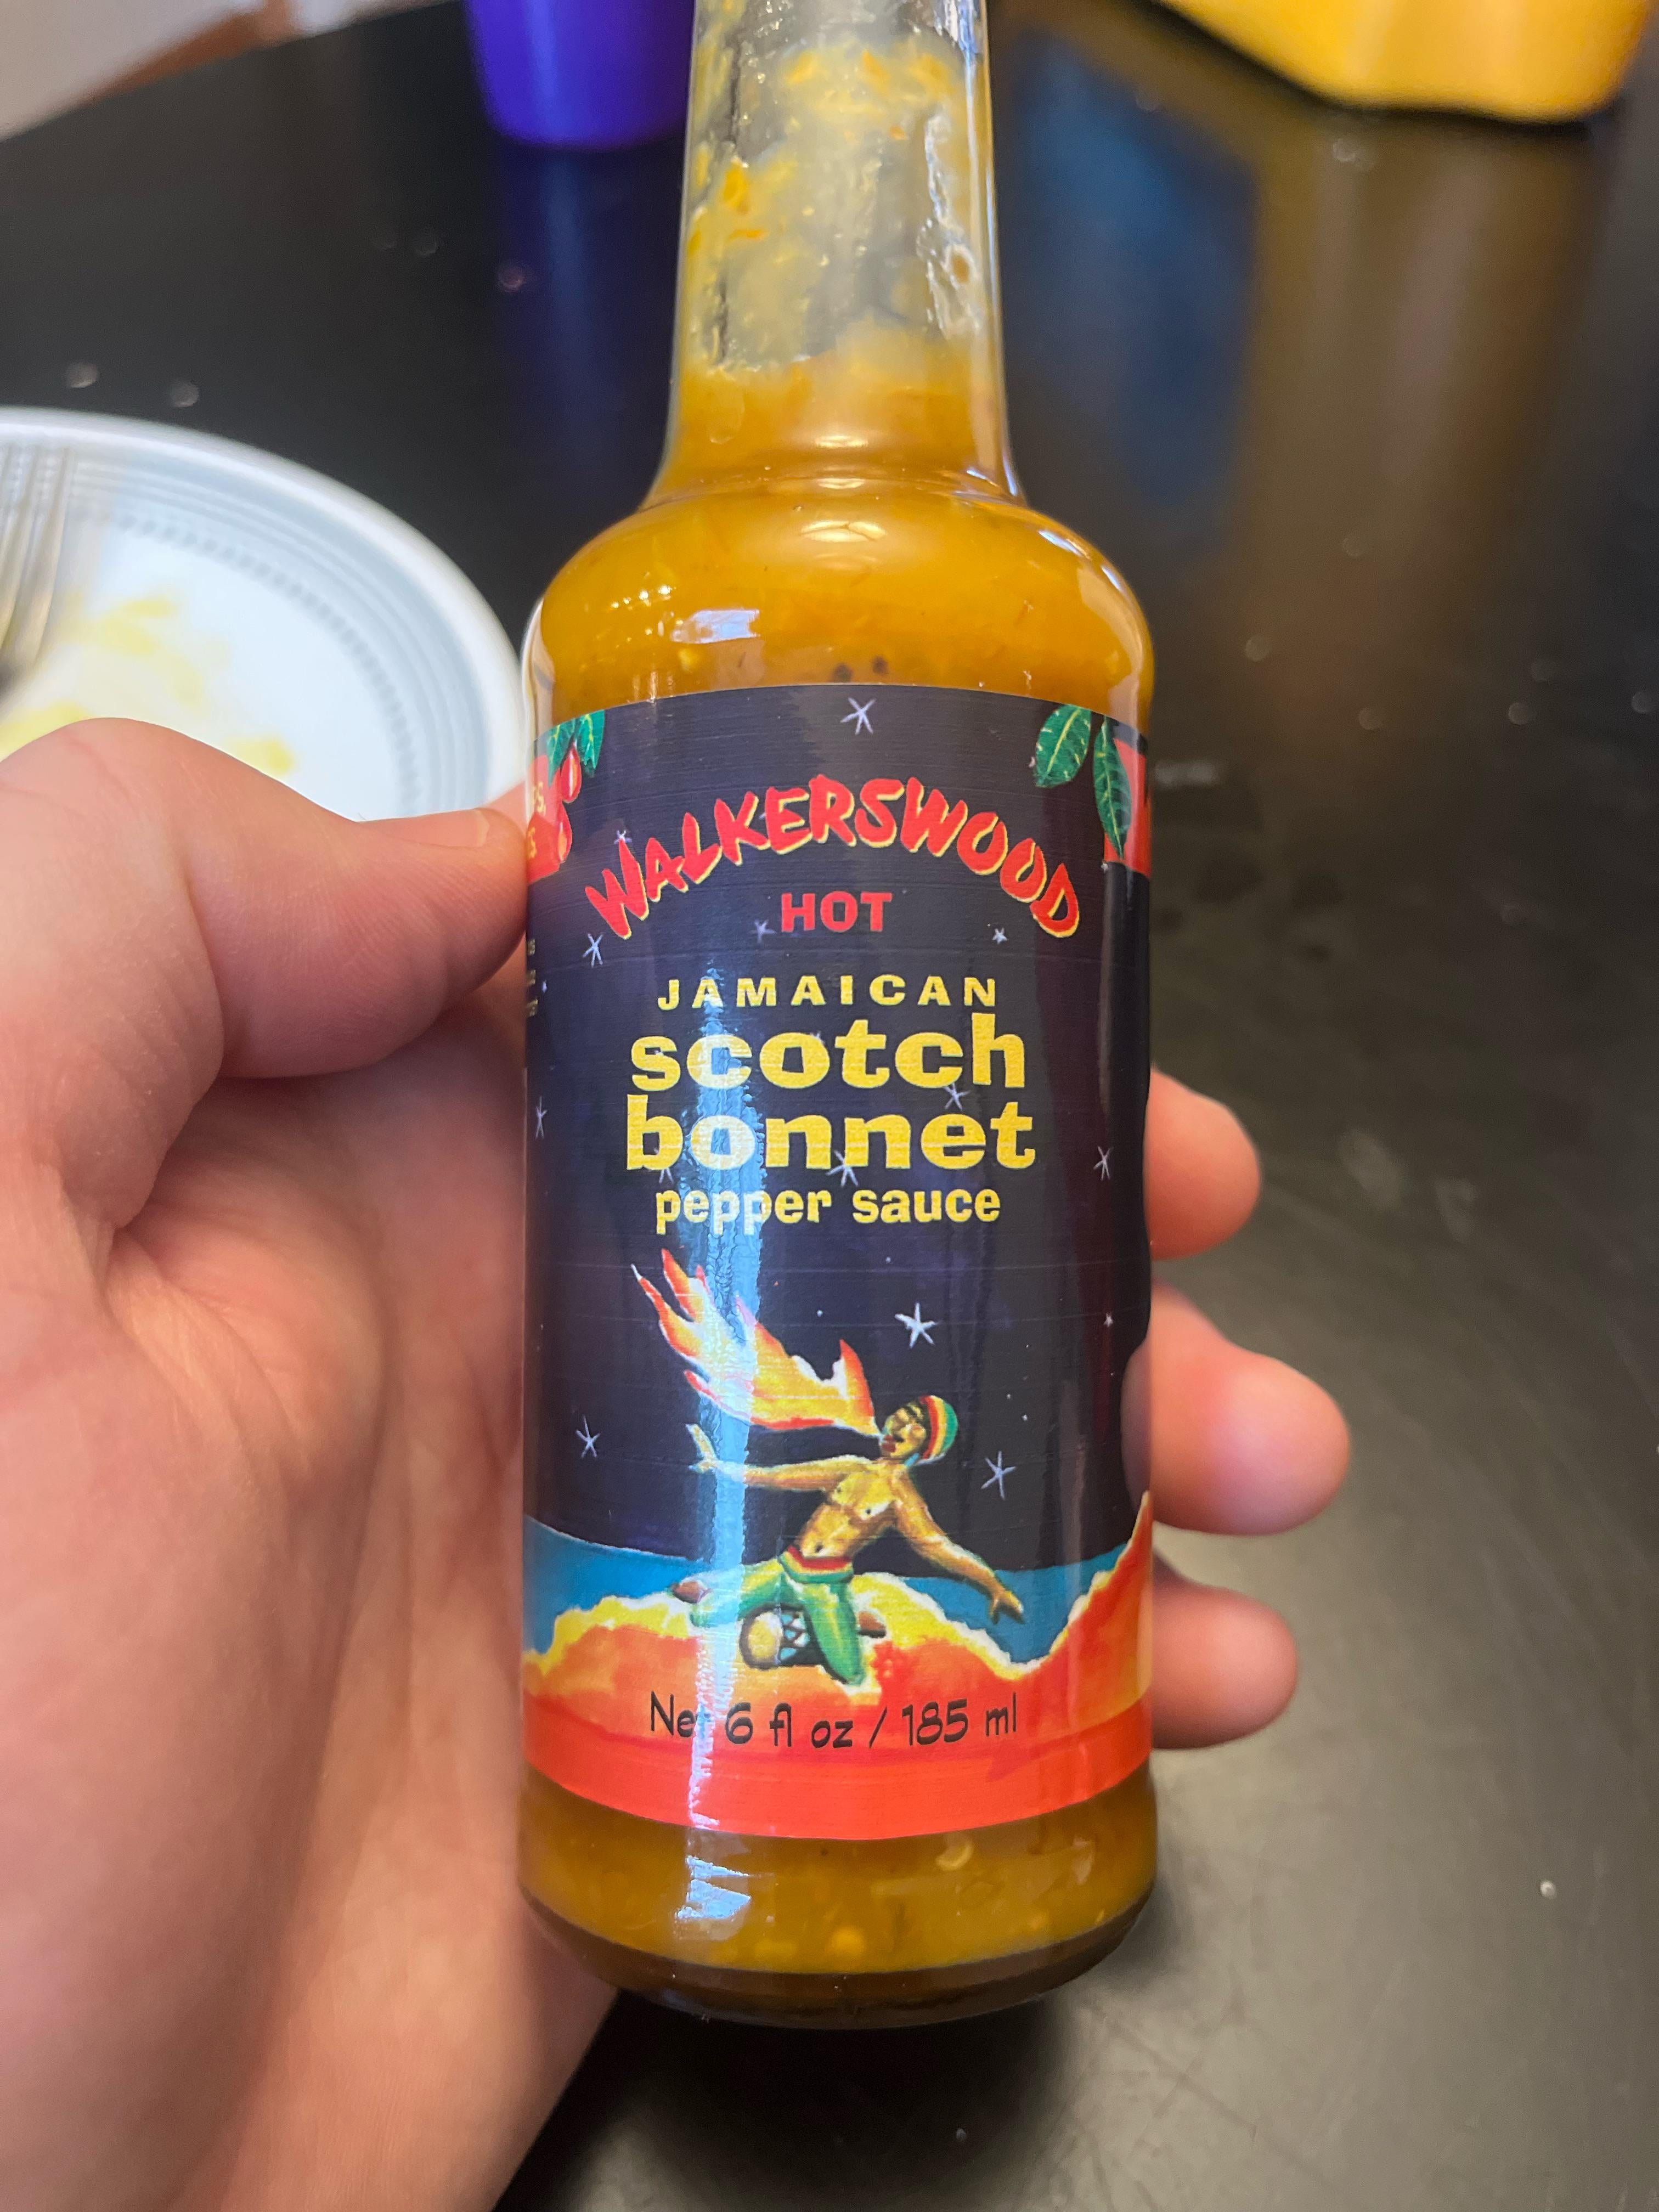 WALKERSWOOD
HOT
JAMAICAN
scotch
bonnet
pepper sauce
Net 6 fl oz / 185 ml